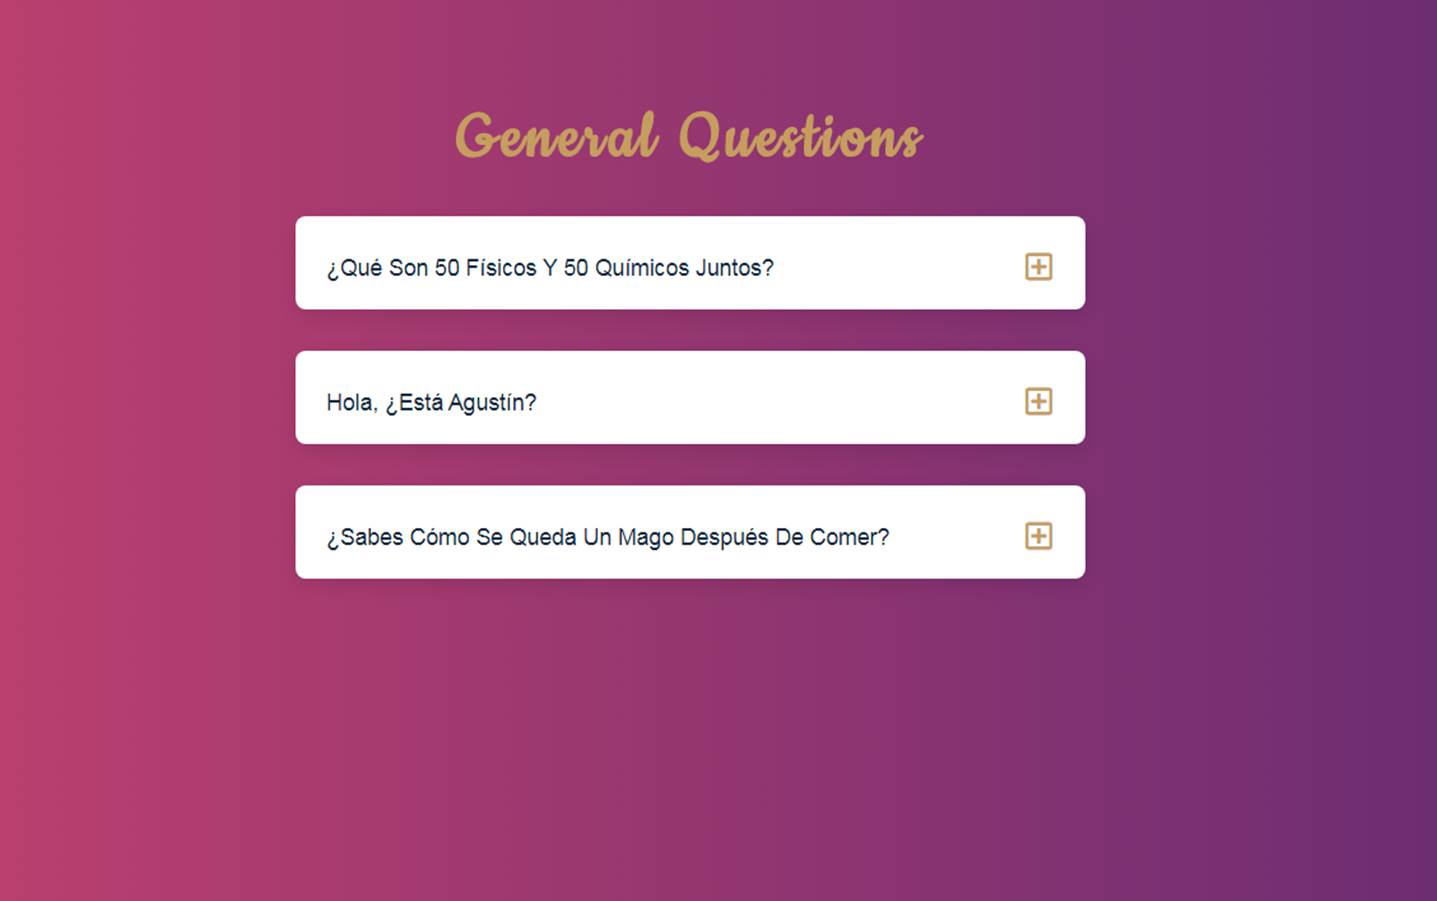 General Questions
¿Qué Son 50 Físicos Y 50 Químicos Juntos?
Hola, ¿Está Agustín?
¿Sabes Cómo Se Queda Un Mago Después De Comer?